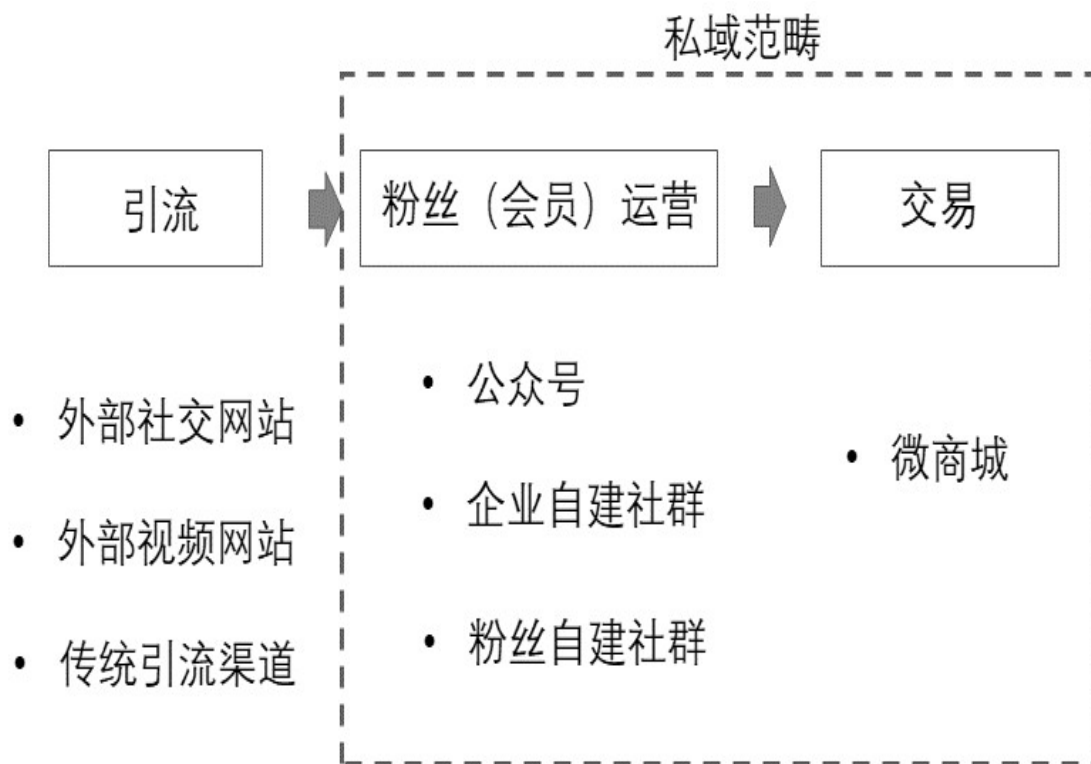 私域范畴
引流
粉丝（会员）运营
交易
• 外部社交网站
• 外部视频网站
• 传统引流渠道
• 公众号
• 企业自建社群
• 粉丝自建社群
• 微商城